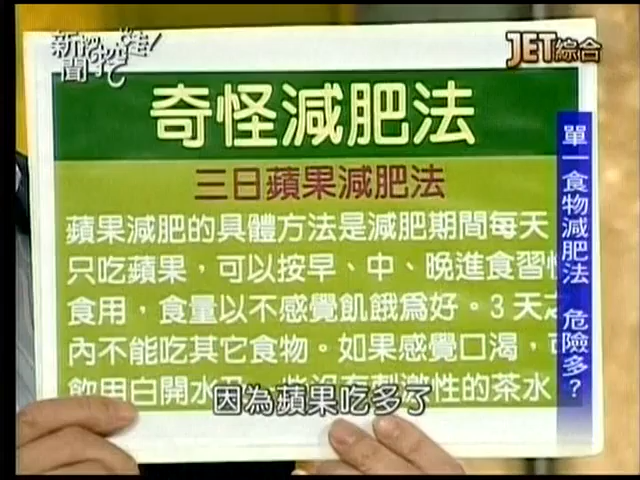 新聞挖挖哇!
JET綜合
奇怪減肥法
三日蘋果減肥法
蘋果減肥的具體方法是減肥期間每天
只吃蘋果，可以按早、中、晚進食習
食用，食量以不感覺飢餓為好。3天之
內不能吃其它食物。如果感覺口渴，可
飲用白開水 刺激性的茶水
單一食物減肥法 危險多?
因為蘋果吃多了